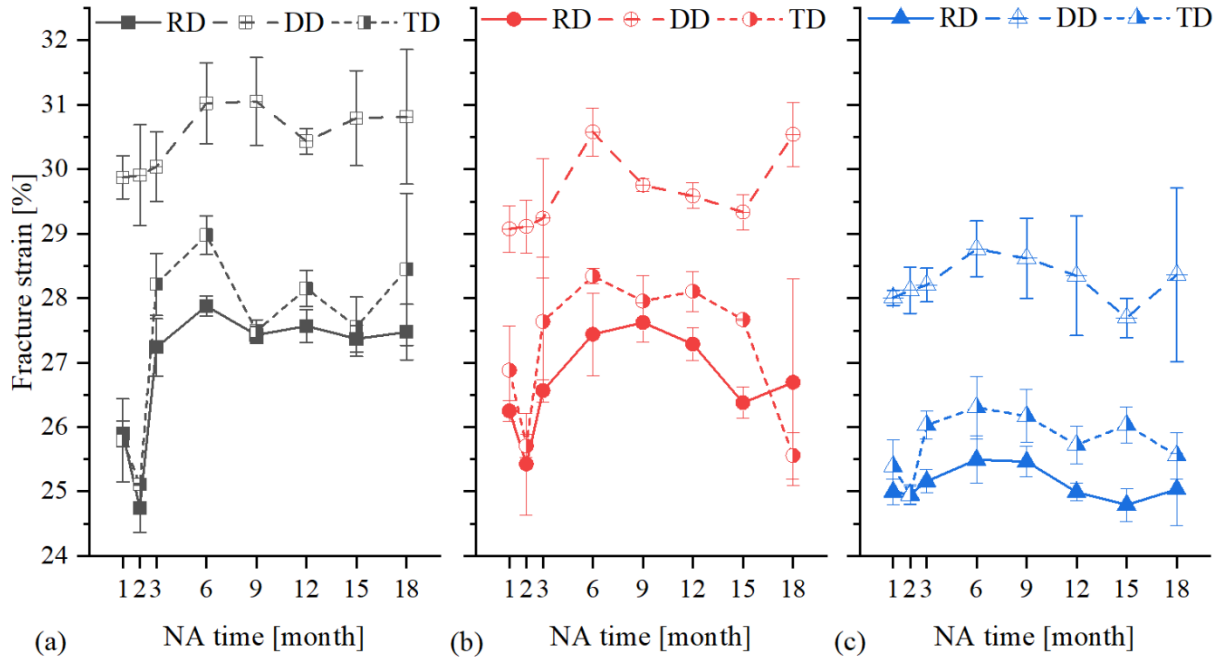 RD DD TD
RD DD TD
RD DD TD
Fracture strain [%]
32
31
30
29
28
27
26
25
24
1 2 3 6 9 12 15 18
1 2 3 6 9 12 15 18
1 2 3 6 9 12 15 18
(a) NA time [month]
(b) NA time [month]
(c) NA time [month]